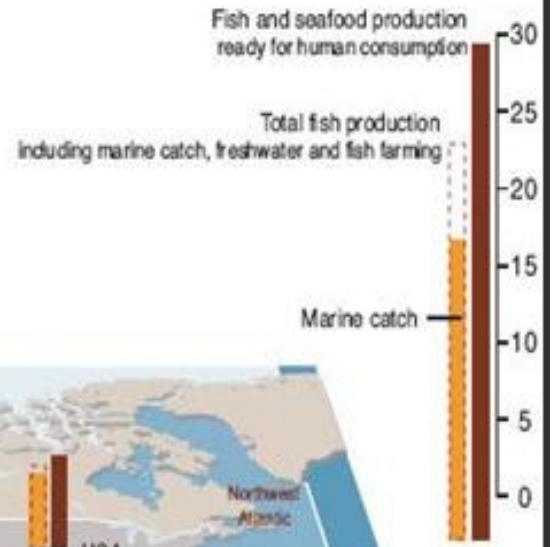 Fish and seafood production
ready for human consumption
30
25
Total fish production
including marine catch, freshwater and fish farming
20
15
Marine catch
10
5
0
Northwest
Atlantic
USA